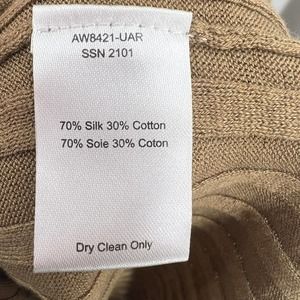 AW8421-UAR
SSN 2101
70% Silk 30% Cotton
70% Soie 30% Coton
Dry Clean Only